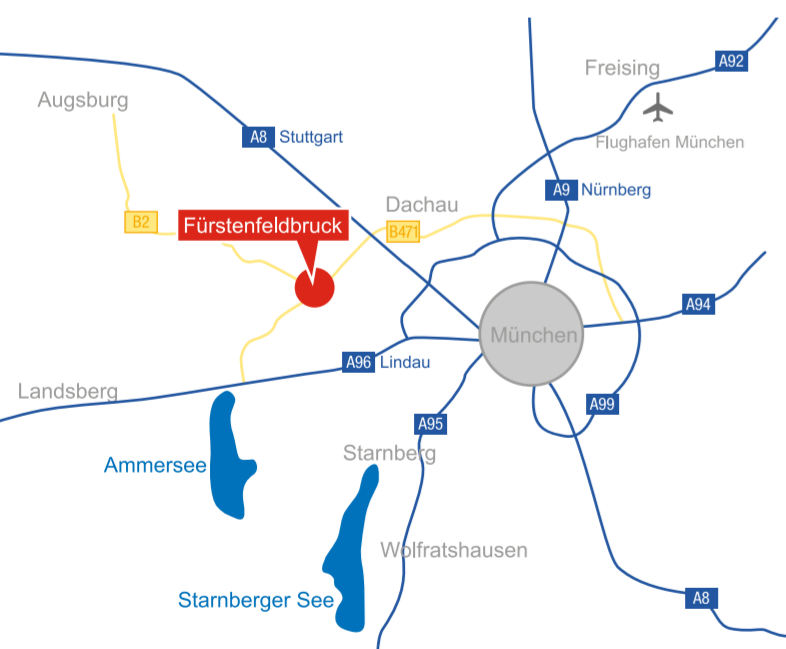 Freising
A92
Augsburg
Flughafen München
A8 Stuttgart
A9 Nürnberg
Dachau
B2
Fürstenfeldbruck
B471
A94
München
A96 Lindau
Landsberg
A99
A95
Starnberg
Ammersee
Wolfratshausen
Starnberger See
A8